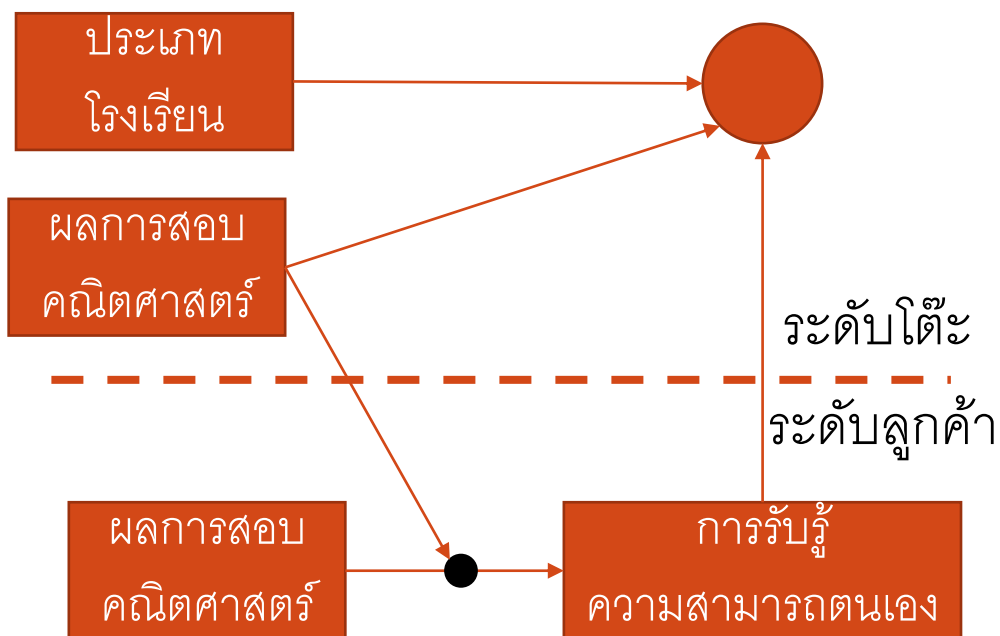 ประเภท
โรงเรียน
ผลการสอบ
คณิตศาสตร์
ระดับโต๊ะ
ระดับลูกค้า
ผลการสอบ
คณิตศาสตร์
การรับรู้
ความสามารถตนเอง